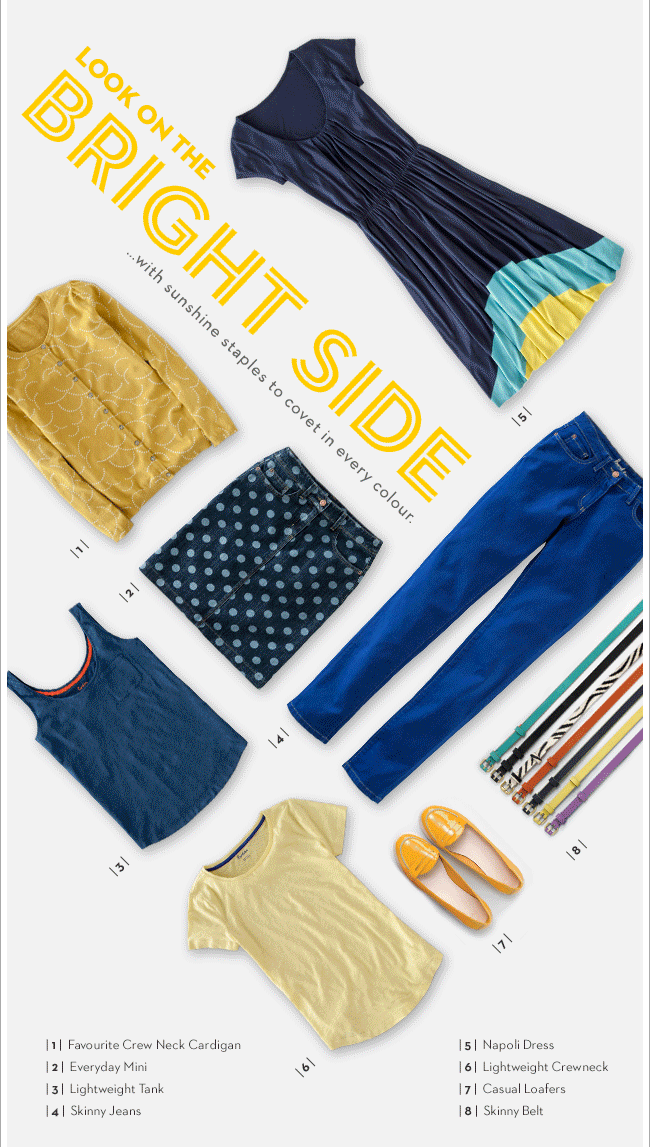 LOOK ON THE
BRIGHT SIDE
...with sunshine staples to covet in every colour.
|5|
|1|
|2|
|4|
|3|
|8|
|7|
|6|
|1| Favourite Crew Neck Cardigan
|2| Everyday Mini
|3| Lightweight Tank
|4| Skinny Jeans
|5| Napoli Dress
|6| Lightweight Crewneck
|7| Casual Loafers
|8| Skinny Belt